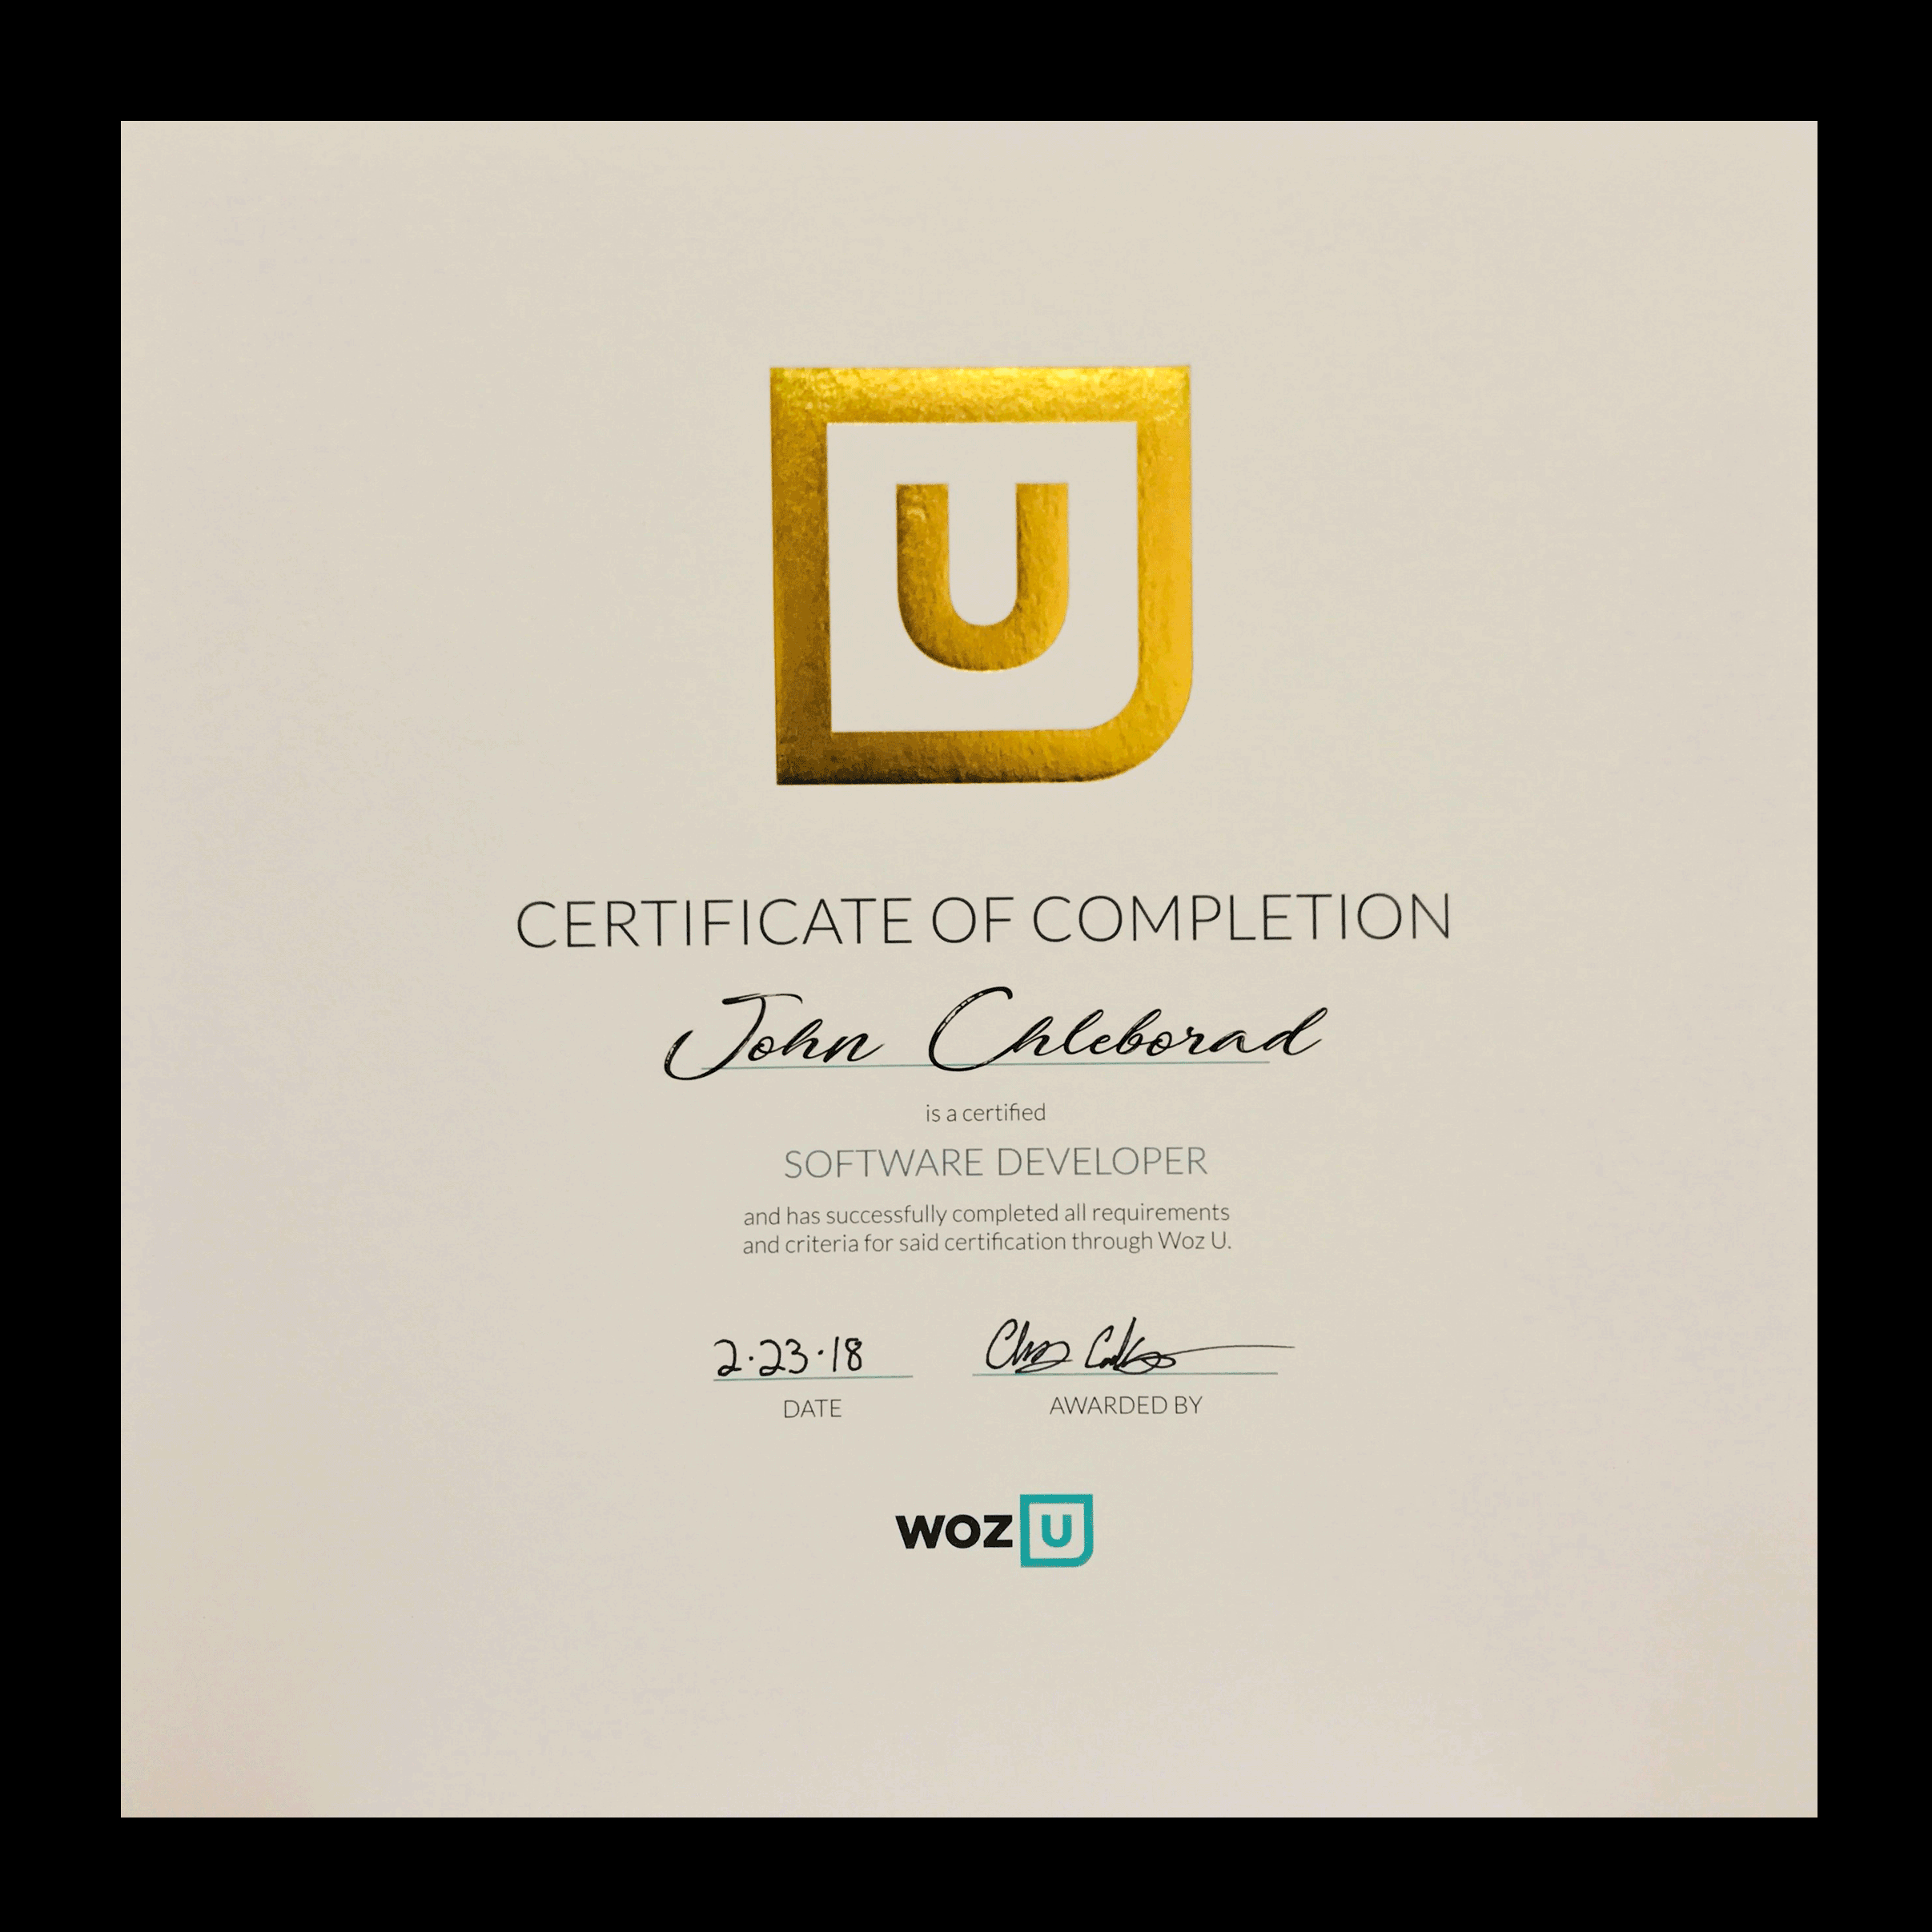 U
CERTIFICATE OF COMPLETION
John Chleborad
is a certified
SOFTWARE DEVELOPER
and has successfully completed all requirements
and criteria for said certification through Woz U.
2·23·18
DATE
AWARDED BY
WOZ U